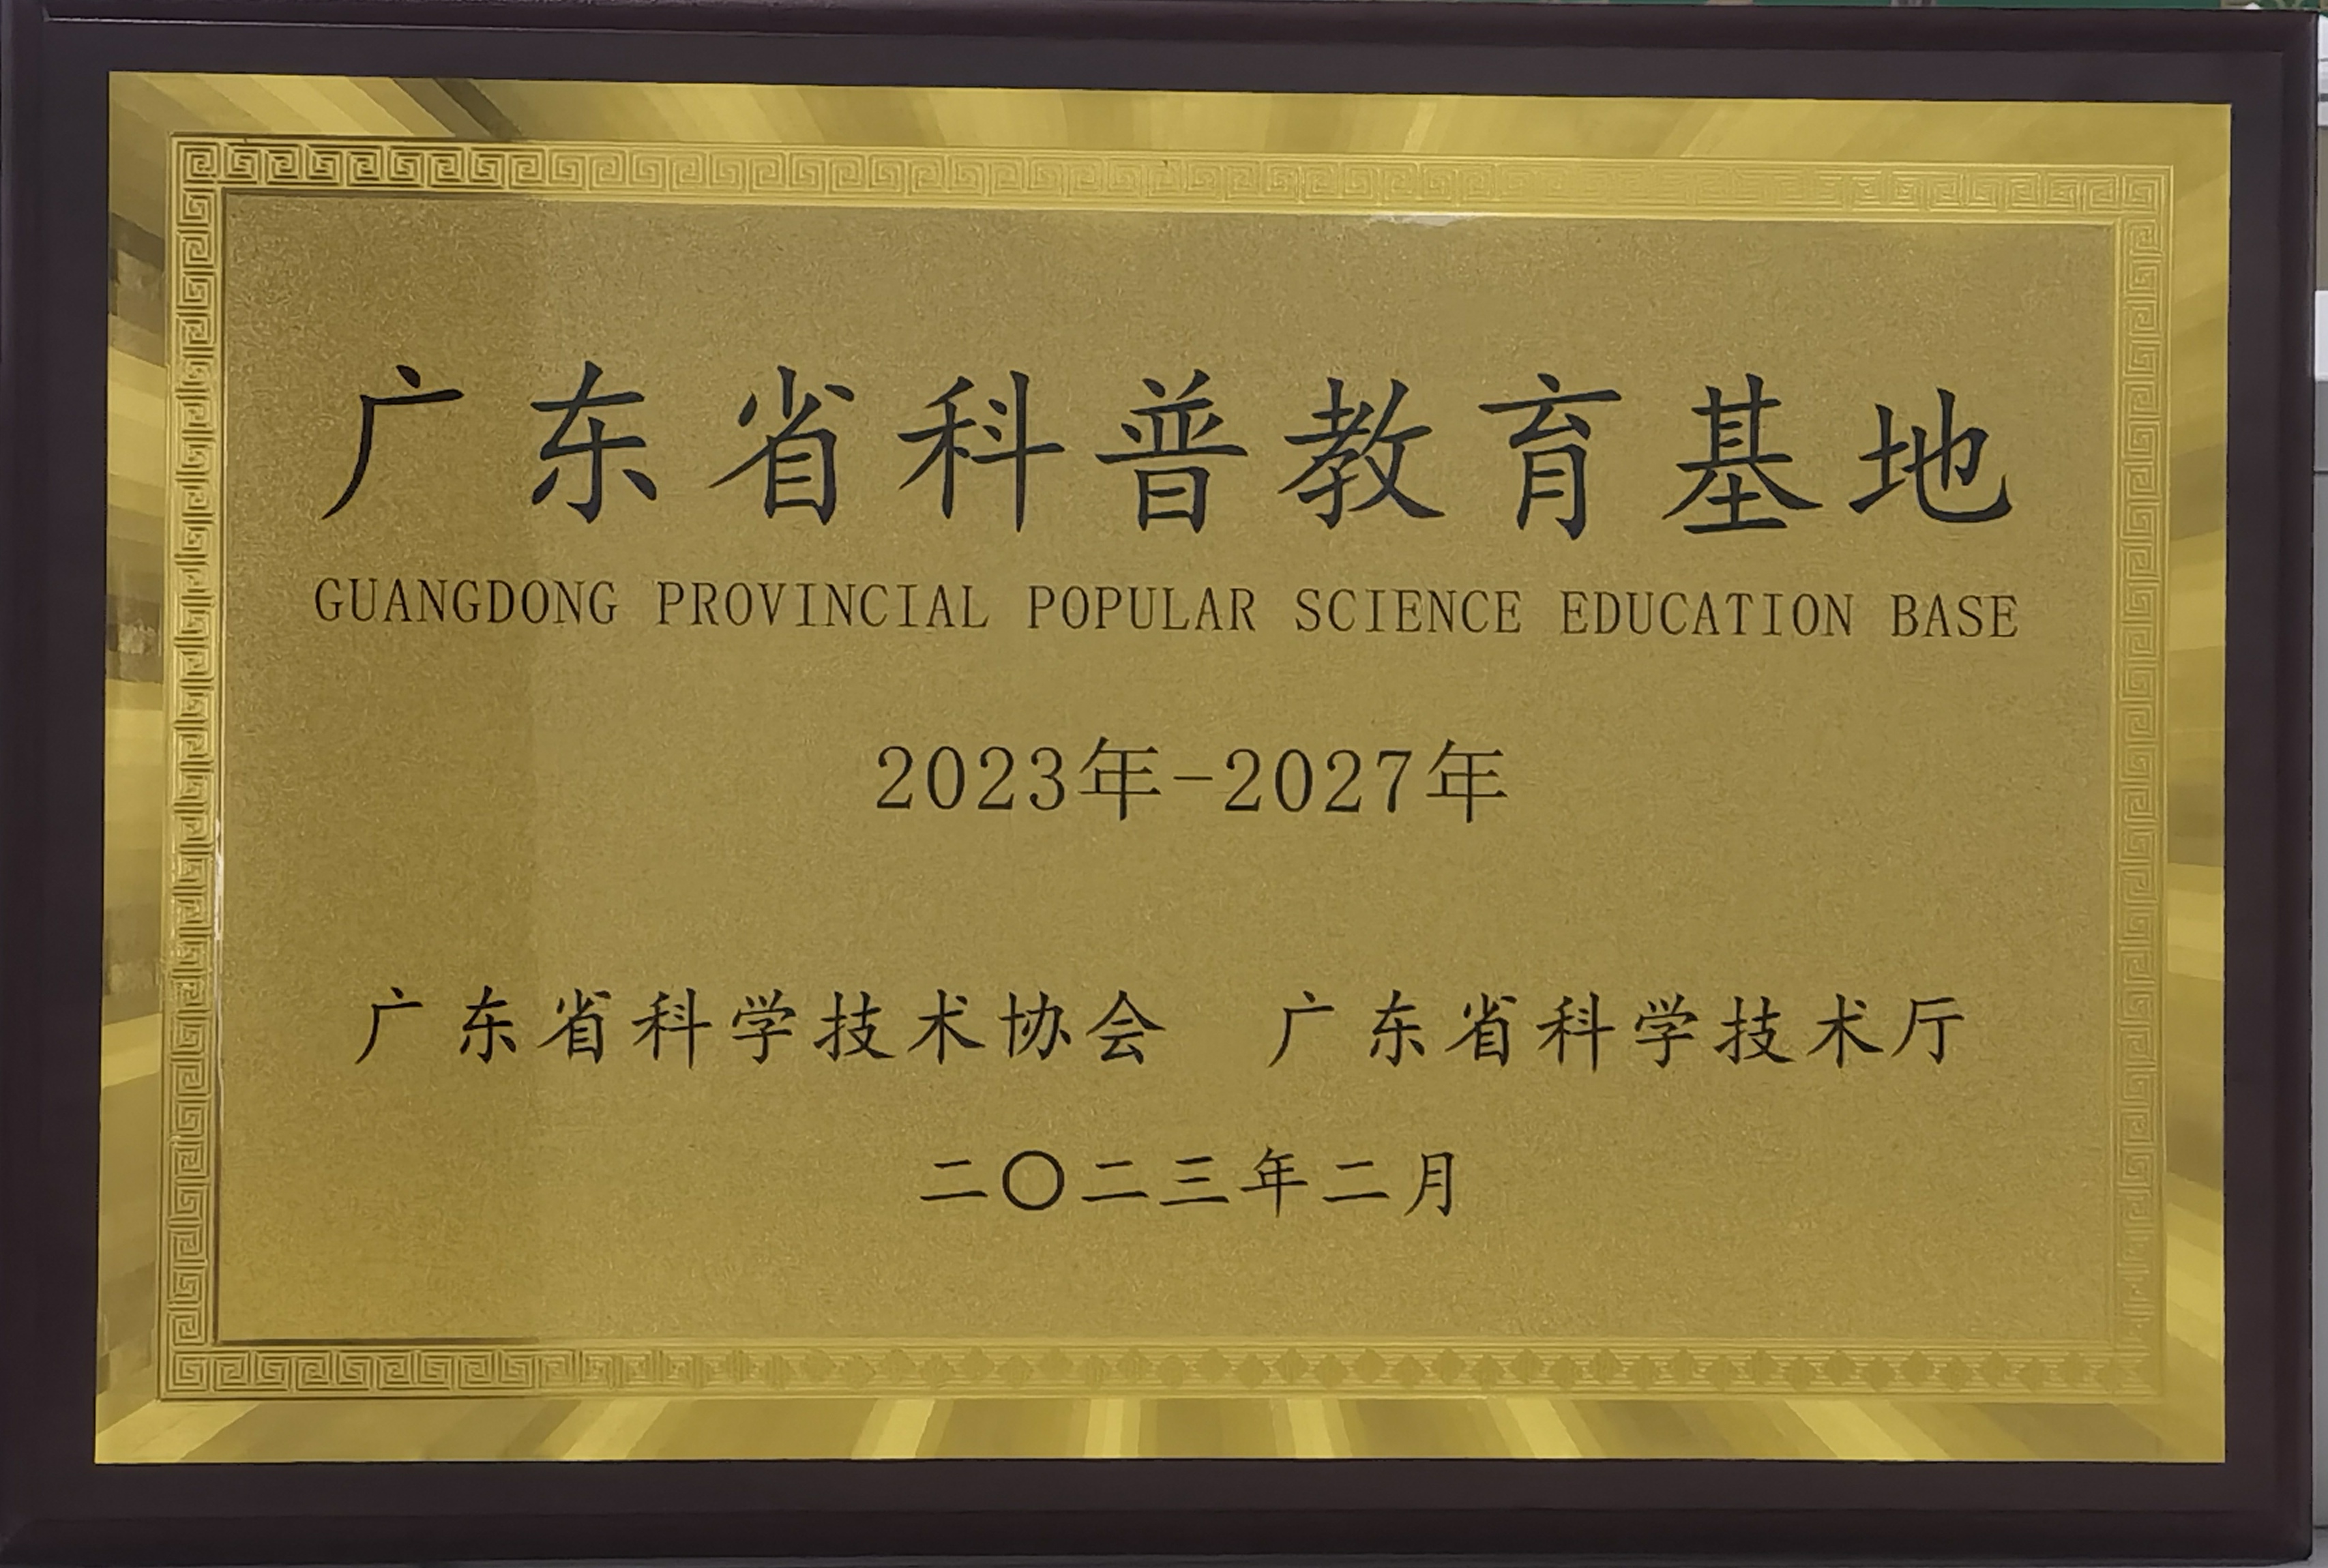 广东省科普教育基地
GUANGDONG PROVINCIAL POPULAR SCIENCE EDUCATION BASE
2023年-2027年
广东省科学技术协会 广东省科学技术厅
二〇二三年二月